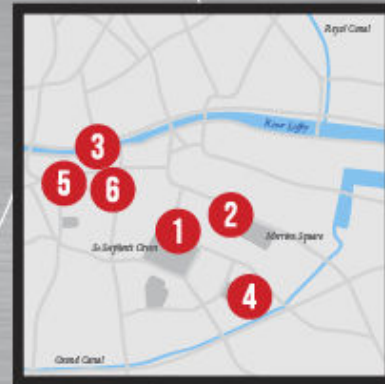 Royal Canal
River Liffey
3
5
6
2
1
Merrion Square
St Stephen's Green
4
Grand Canal